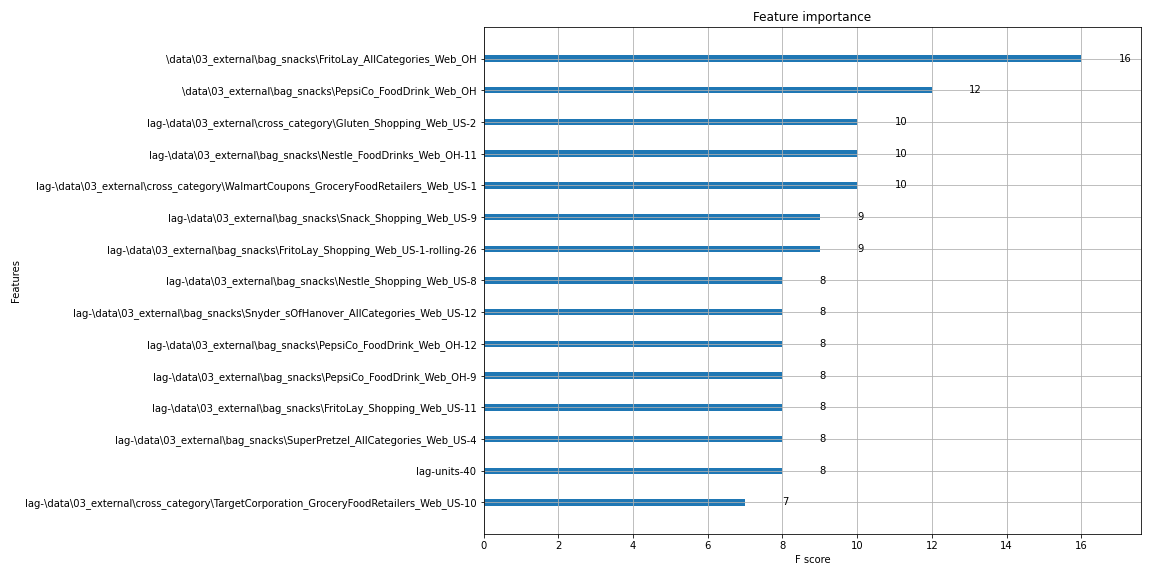 Feature importance
Features
\data\03_external\bag_snacks\FritoLay_AllCategories_Web_OH 16
\data\03_external\bag_snacks\PepsiCo_FoodDrink_Web_OH 12
lag-\data\03_external\cross_category\Gluten_Shopping_Web_US-2 10
lag-\data\03_external\bag_snacks\Nestle_FoodDrinks_Web_OH-11 10
lag-\data\03_external\cross_category\WalmartCoupons_GroceryFoodRetailers_Web_US-1 10
lag-\data\03_external\bag_snacks\Snack_Shopping_Web_US-9 9
lag-\data\03_external\bag_snacks\FritoLay_Shopping_Web_US-1-rolling-26 9
lag-\data\03_external\bag_snacks\Nestle_Shopping_Web_US-8 8
lag-\data\03_external\bag_snacks\Snyder_sOfHanover_AllCategories_Web_US-12 8
lag-\data\03_external\bag_snacks\PepsiCo_FoodDrink_Web_OH-12 8
lag-\data\03_external\bag_snacks\PepsiCo_FoodDrink_Web_OH-9 8
lag-\data\03_external\bag_snacks\FritoLay_Shopping_Web_US-11 8
lag-\data\03_external\bag_snacks\SuperPretzel_AllCategories_Web_US-4 8
lag-units-40 8
lag-\data\03_external\cross_category\TargetCorporation_GroceryFoodRetailers_Web_US-10 7
0 2 4 6 8 10 12 14 16
F score